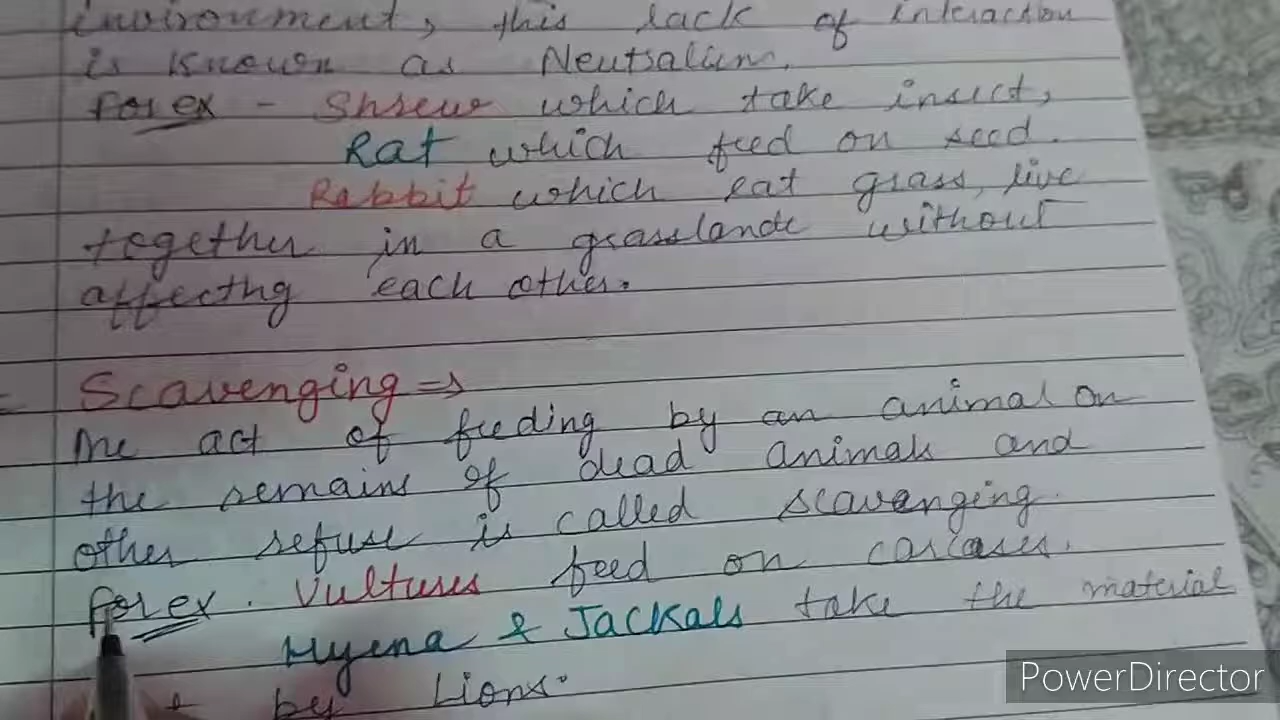 environment, this lack of interaction
is known as Neutralism.
for ex - Shrew which take insect,
Rat which feed on seed.
Rabbit which eat grass, live
together in a grasslande without
affecthg each other.
Scavenging ⇒
The act of feeding by an animal on
the remains of dead animals and
other refuse is called scavenging.
for ex. Vultures feed on carcases.
Hyena & Jackals take the material
by Lions.
PowerDirector